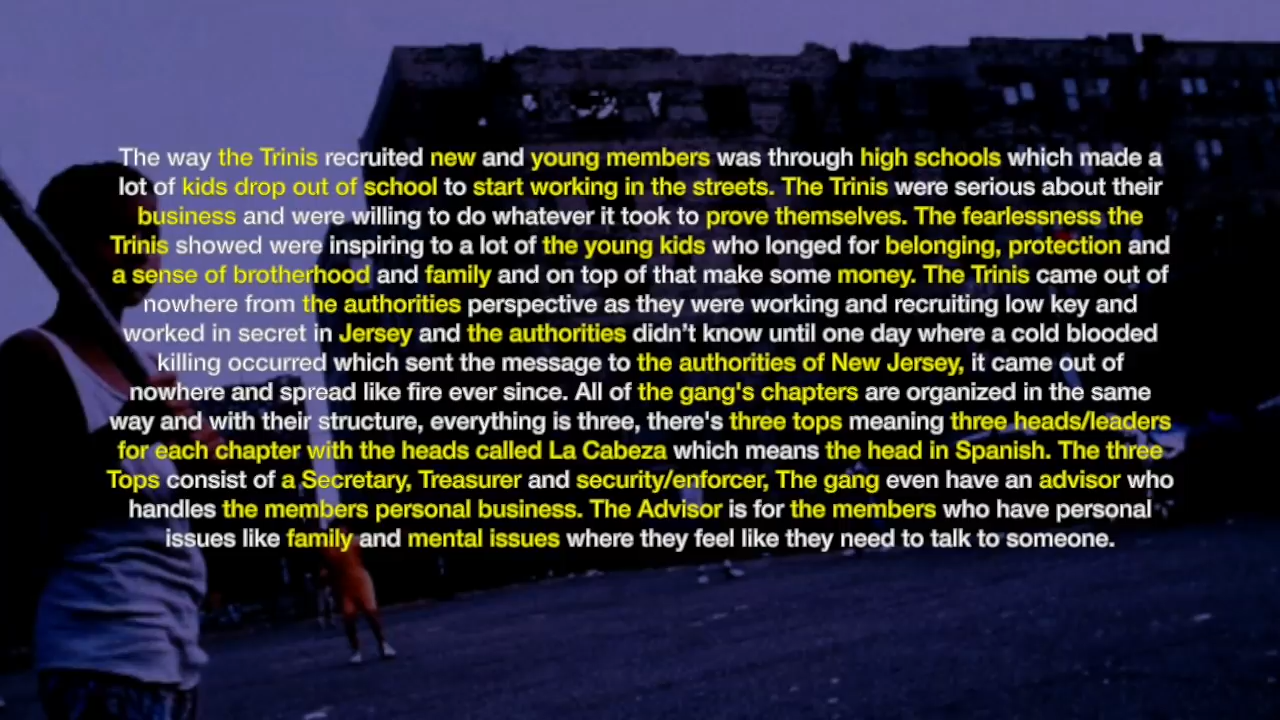 The way the Trinis recruited new and young members was through high schools which made a
lot of kids drop out of school to start working in the streets. The Trinis were serious about their
business and were willing to do whatever it took to prove themselves. The fearlessness the
Trinis showed were inspiring to a lot of the young kids who longed for belonging, protection and
a sense of brotherhood and family and on top of that make some money. The Trinis came out of
nowhere from the authorities perspective as they were working and recruiting low key and
worked in secret in Jersey and the authorities didn't know until one day where a cold blooded
killing occurred which sent the message to the authorities of New Jersey, it came out of
nowhere and spread like fire ever since. All of the gang's chapters are organized in the same
way and with their structure, everything is three, there's three tops meaning three heads/leaders
for each chapter with the heads called La Cabeza which means the head in Spanish. The three
Tops consist of a Secretary, Treasurer and security/enforcer, The gang even have an advisor who
handles the members personal business. The Advisor is for the members who have personal
issues like family and mental issues where they feel like they need to talk to someone.